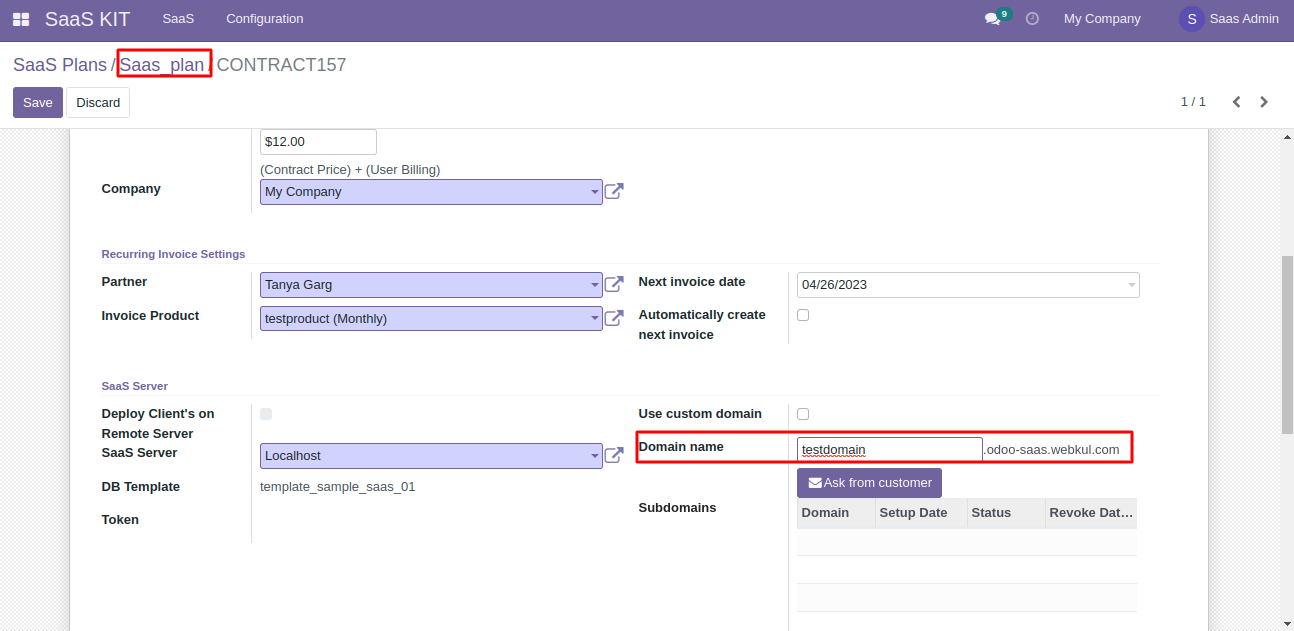 SaaS KIT SaaS Configuration 9 My Company S Saas Admin
SaaS Plans / Saas_plan / CONTRACT157
Save Discard 1 / 1
$12.00
(Contract Price) + (User Billing)
Company My Company
Recurring Invoice Settings
Partner Tanya Garg Next invoice date 04/26/2023
Invoice Product testproduct (Monthly) Automatically create
next invoice
SaaS Server
Deploy Client's on Use custom domain
Remote Server
SaaS Server Localhost Domain name testdomain .odoo-saas.webkul.com
DB Template template_sample_saas_01 Ask from customer
Token Subdomains Domain Setup Date Status Revoke Dat...